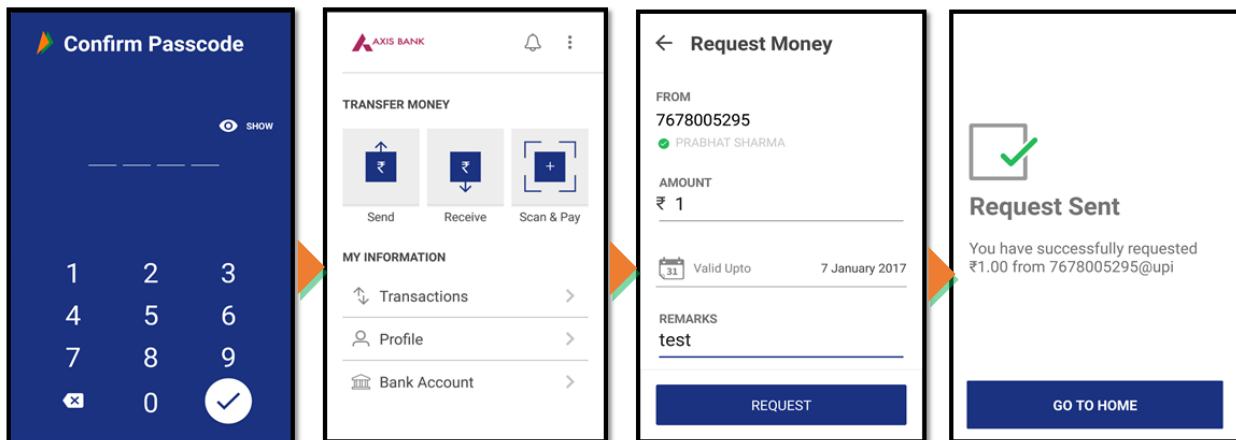 Confirm Passcode
SHOW
1 2 3
4 5 6
7 8 9
0
AXIS BANK
TRANSFER MONEY
₹ ₹ +
Send Receive Scan & Pay
MY INFORMATION
Transactions
Profile
Bank Account
Request Money
FROM
7678005295
PRABHAT SHARMA
AMOUNT
₹ 1
31 Valid Upto 7 January 2017
REMARKS
test
REQUEST
Request Sent
You have successfully requested
₹1.00 from 7678005295@upi
GO TO HOME